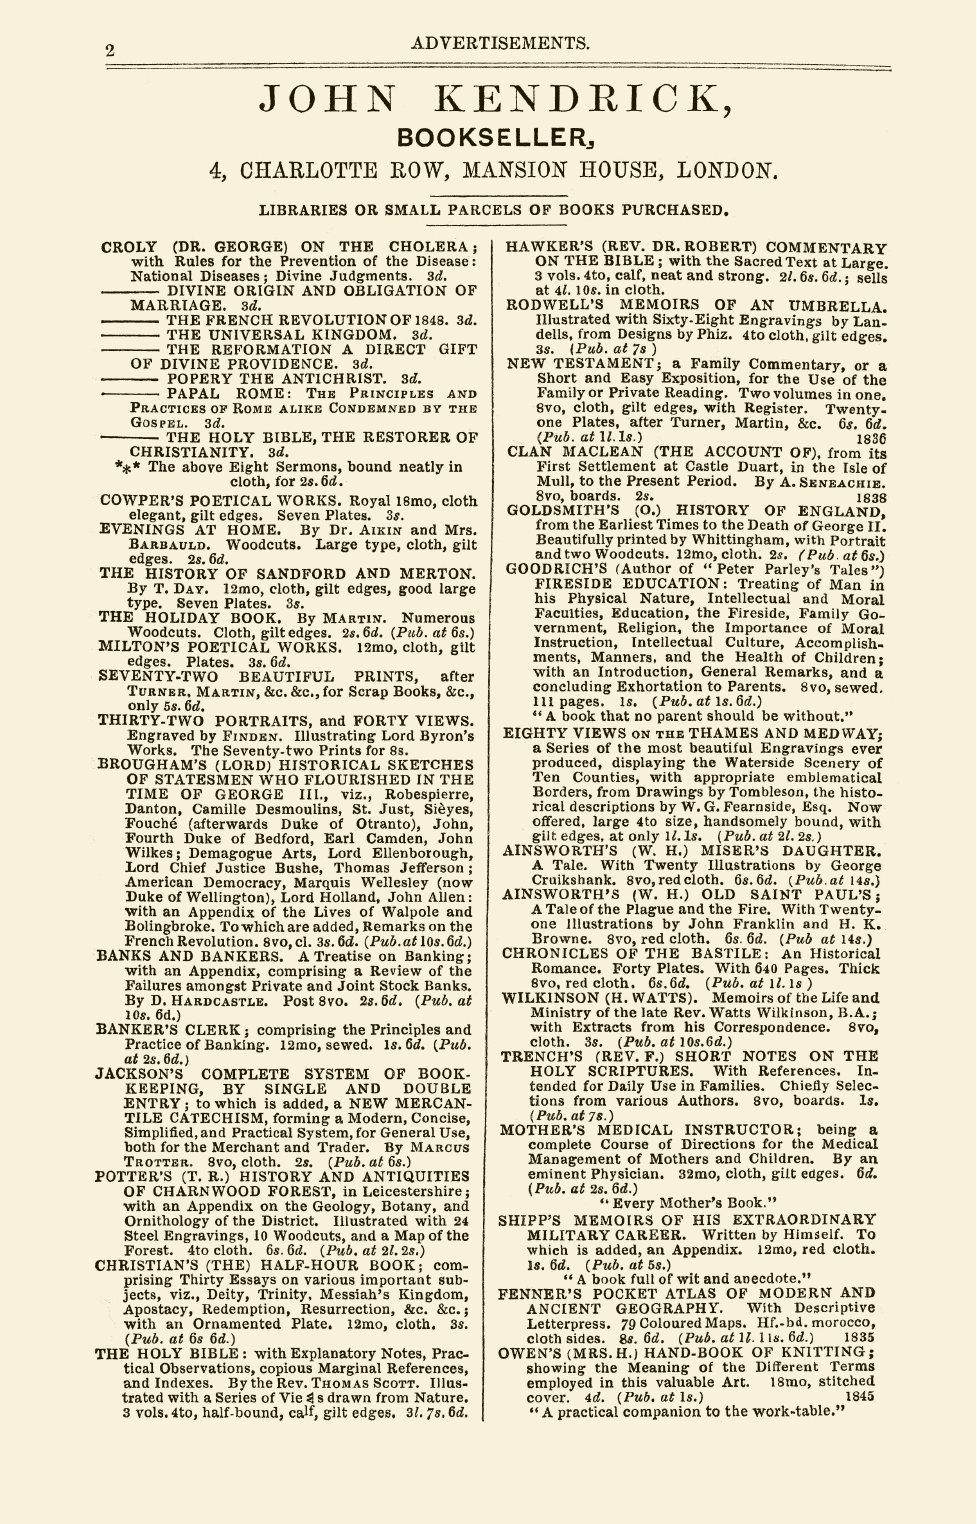 2
ADVERTISEMENTS.
JOHN KENDRICK,
BOOKSELLER,
4, CHARLOTTE ROW, MANSION HOUSE, LONDON.
LIBRARIES OR SMALL PARCELS OF BOOKS PURCHASED.
CROLY (DR. GEORGE) ON THE CHOLERA;
with Rules for the Prevention of the Disease:
National Diseases; Divine Judgments. 3d.
——— DIVINE ORIGIN AND OBLIGATION OF
MARRIAGE. 3d.
——— THE FRENCH REVOLUTION OF 1848. 3d.
——— THE UNIVERSAL KINGDOM. 3d.
——— THE REFORMATION A DIRECT GIFT
OF DIVINE PROVIDENCE. 3d.
——— POPERY THE ANTICHRIST. 3d.
——— PAPAL ROME: THE PRINCIPLES AND
PRACTICES OF ROME ALIKE CONDEMNED BY THE
GOSPEL. 3d.
——— THE HOLY BIBLE, THE RESTORER OF
CHRISTIANITY. 3d.
*** The above Eight Sermons, bound neatly in
cloth, for 2s. 6d.
COWPER'S POETICAL WORKS. Royal 18mo, cloth
elegant, gilt edges. Seven Plates. 3s.
EVENINGS AT HOME. By Dr. AIKIN and Mrs.
BARBAULD. Woodcuts. Large type, cloth, gilt
edges. 2s. 6d.
THE HISTORY OF SANDFORD AND MERTON.
By T. DAY. 12mo, cloth, gilt edges, good large
type. Seven Plates. 3s.
THE HOLIDAY BOOK. By MARTIN. Numerous
Woodcuts. Cloth, gilt edges. 2s. 6d. (Pub. at 6s.)
MILTON'S POETICAL WORKS. 12mo, cloth, gilt
edges. Plates. 3s. 6d.
SEVENTY-TWO BEAUTIFUL PRINTS, after
TURNER, MARTIN, &c. &c., for Scrap Books, &c.,
only 5s. 6d.
THIRTY-TWO PORTRAITS, and FORTY VIEWS.
Engraved by FINDEN. Illustrating Lord Byron's
Works. The Seventy-two Prints for 8s.
BROUGHAM'S (LORD) HISTORICAL SKETCHES
OF STATESMEN WHO FLOURISHED IN THE
TIME OF GEORGE III., viz., Robespierre,
Danton, Camille Desmoulins, St. Just, Sièyes,
Fouché (afterwards Duke of Otranto), John,
Fourth Duke of Bedford, Earl Camden, John
Wilkes; Demagogue Arts, Lord Ellenborough,
Lord Chief Justice Bushe, Thomas Jefferson;
American Democracy, Marquis Wellesley (now
Duke of Wellington), Lord Holland, John Allen:
with an Appendix of the Lives of Walpole and
Bolingbroke. To which are added, Remarks on the
French Revolution. 8vo, cl. 3s. 6d. (Pub. at 10s. 6d.)
BANKS AND BANKERS. A Treatise on Banking;
with an Appendix, comprising a Review of the
Failures amongst Private and Joint Stock Banks.
By D. HARDCASTLE. Post 8vo. 2s. 6d. (Pub. at
10s. 6d.)
BANKER'S CLERK; comprising the Principles and
Practice of Banking. 12mo, sewed. 1s. 6d. (Pub.
at 2s. 6d.)
JACKSON'S COMPLETE SYSTEM OF BOOK-
KEEPING, BY SINGLE AND DOUBLE
ENTRY; to which is added, a NEW MERCAN-
TILE CATECHISM, forming a Modern, Concise,
Simplified, and Practical System, for General Use,
both for the Merchant and Trader. By MARCUS
TROTTER. 8vo, cloth. 2s. (Pub. at 6s.)
POTTER'S (T. R.) HISTORY AND ANTIQUITIES
OF CHARNWOOD FOREST, in Leicestershire;
with an Appendix on the Geology, Botany, and
Ornithology of the District. Illustrated with 24
Steel Engravings, 10 Woodcuts, and a Map of the
Forest. 4to cloth. 6s. 6d. (Pub. at 2l. 2s.)
CHRISTIAN'S (THE) HALF-HOUR BOOK; com-
prising Thirty Essays on various important sub-
jects, viz., Deity, Trinity, Messiah's Kingdom,
Apostacy, Redemption, Resurrection, &c. &c.;
with an Ornamented Plate. 12mo, cloth. 3s.
(Pub. at 6s 6d.)
THE HOLY BIBLE: with Explanatory Notes, Prac-
tical Observations, copious Marginal References,
and Indexes. By the Rev. THOMAS SCOTT. Illus-
trated with a Series of Views drawn from Nature.
3 vols. 4to, half-bound, calf, gilt edges. 3l. 7s. 6d.
HAWKER'S (REV. DR. ROBERT) COMMENTARY
ON THE BIBLE; with the Sacred Text at Large.
3 vols. 4to, calf, neat and strong. 2l. 6s. 6d.; sells
at 4l. 10s. in cloth.
RODWELL'S MEMOIRS OF AN UMBRELLA.
Illustrated with Sixty-Eight Engravings by Lan-
dells, from Designs by Phiz. 4to cloth, gilt edges.
3s. (Pub. at 7s )
NEW TESTAMENT; a Family Commentary, or a
Short and Easy Exposition, for the Use of the
Family or Private Reading. Two volumes in one.
8vo, cloth, gilt edges, with Register. Twenty-
one Plates, after Turner, Martin, &c. 6s. 6d.
(Pub. at 1l. 1s.) 1836
CLAN MACLEAN (THE ACCOUNT OF), from its
First Settlement at Castle Duart, in the Isle of
Mull, to the Present Period. By A. SENEACHIE.
8vo, boards. 2s. 1838
GOLDSMITH'S (O.) HISTORY OF ENGLAND,
from the Earliest Times to the Death of George II.
Beautifully printed by Whittingham, with Portrait
and two Woodcuts. 12mo, cloth. 2s. (Pub. at 6s.)
GOODRICH'S (Author of "Peter Parley's Tales")
FIRESIDE EDUCATION: Treating of Man in
his Physical Nature, Intellectual and Moral
Faculties, Education, the Fireside, Family Go-
vernment, Religion, the Importance of Moral
Instruction, Intellectual Culture, Accomplish-
ments, Manners, and the Health of Children;
with an Introduction, General Remarks, and a
concluding Exhortation to Parents. 8vo, sewed.
111 pages. 1s. (Pub. at 1s. 6d.)
"A book that no parent should be without."
EIGHTY VIEWS ON THE THAMES AND MEDWAY;
a Series of the most beautiful Engravings ever
produced, displaying the Waterside Scenery of
Ten Counties, with appropriate emblematical
Borders, from Drawings by Tombleson, the histo-
rical descriptions by W. G. Fearnside, Esq. Now
offered, large 4to size, handsomely bound, with
gilt edges, at only 1l. 1s. (Pub. at 2l. 2s.)
AINSWORTH'S (W. H.) MISER'S DAUGHTER.
A Tale. With Twenty Illustrations by George
Cruikshank. 8vo, red cloth. 6s. 6d. (Pub. at 14s.)
AINSWORTH'S (W. H.) OLD SAINT PAUL'S;
A Tale of the Plague and the Fire. With Twenty-
one Illustrations by John Franklin and H. K.
Browne. 8vo, red cloth. 6s. 6d. (Pub at 14s.)
CHRONICLES OF THE BASTILE: An Historical
Romance. Forty Plates. With 640 Pages. Thick
8vo, red cloth. 6s. 6d. (Pub. at 1l. 1s )
WILKINSON (H. WATTS). Memoirs of the Life and
Ministry of the late Rev. Watts Wilkinson, B.A.;
with Extracts from his Correspondence. 8vo,
cloth. 3s. (Pub. at 10s. 6d.)
TRENCH'S (REV. F.) SHORT NOTES ON THE
HOLY SCRIPTURES. With References. In-
tended for Daily Use in Families. Chiefly Selec-
tions from various Authors. 8vo, boards. 1s.
(Pub. at 7s.)
MOTHER'S MEDICAL INSTRUCTOR; being a
complete Course of Directions for the Medical
Management of Mothers and Children. By an
eminent Physician. 32mo, cloth, gilt edges. 6d.
(Pub. at 2s. 6d.)
"Every Mother's Book."
SHIPP'S MEMOIRS OF HIS EXTRAORDINARY
MILITARY CAREER. Written by Himself. To
which is added, an Appendix. 12mo, red cloth.
1s. 6d. (Pub. at 5s.)
"A book full of wit and anecdote."
FENNER'S POCKET ATLAS OF MODERN AND
ANCIENT GEOGRAPHY. With Descriptive
Letterpress. 79 Coloured Maps. Hf.-bd. morocco,
cloth sides. 8s. 6d. (Pub. at 1l. 11s. 6d.) 1835
OWEN'S (MRS. H.) HAND-BOOK OF KNITTING;
showing the Meaning of the Different Terms
employed in this valuable Art. 18mo, stitched
cover. 4d. (Pub. at 1s.) 1845
"A practical companion to the work-table."